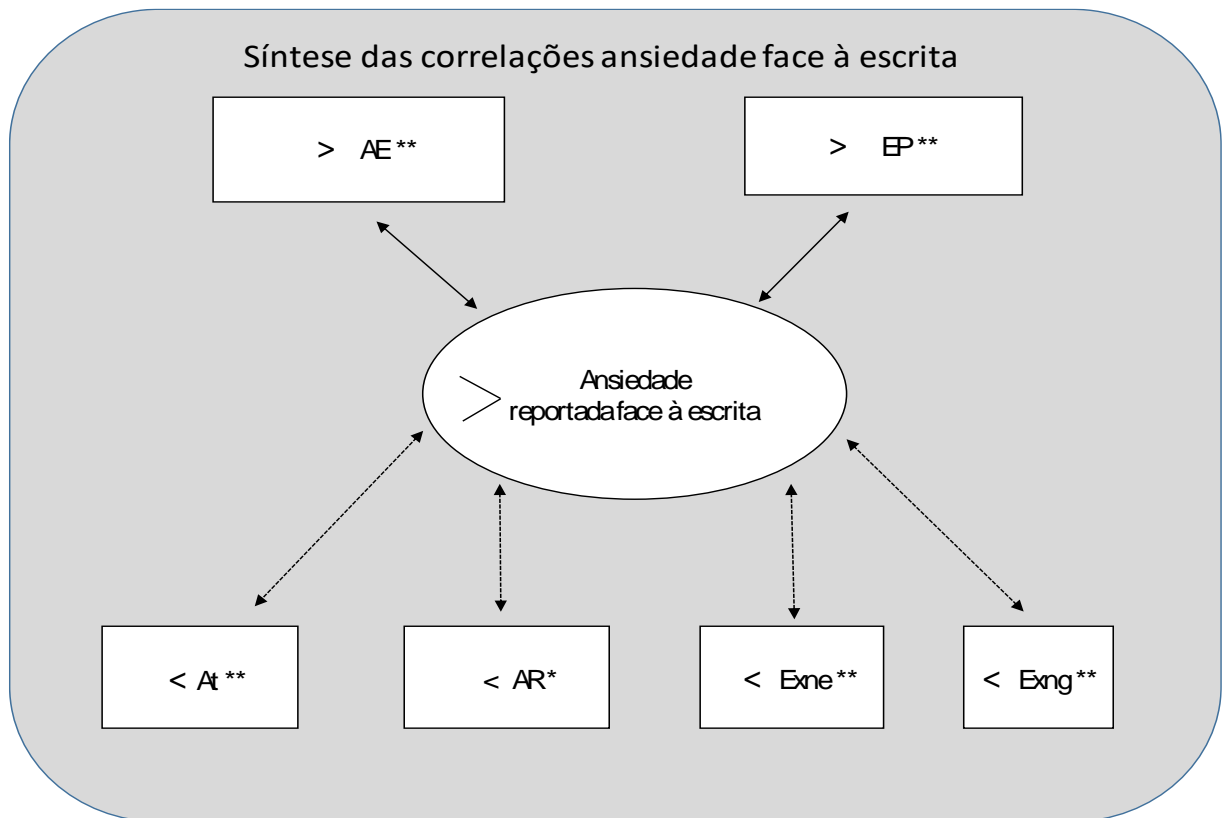 Síntese das correlações ansiedade face à escrita
> AE **
> EP **
Ansiedade
reportada face à escrita
< At **
< AR *
< Exne **
< Exng **